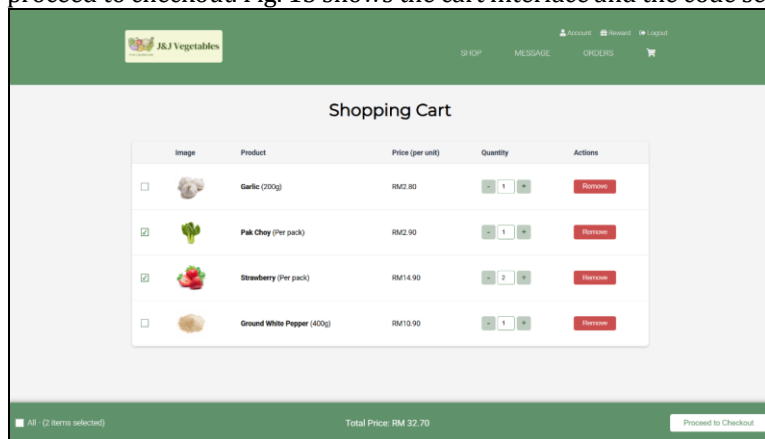 proceed to checkout. Fig. 13 shows the cart interface and the code se
J&J Vegetables
Account Reward Logout
SHOP MESSAGE ORDERS
Shopping Cart
Image Product Price (per unit) Quantity Actions
Garlic (200g) RM2.80 - 1 + Remove
Pak Choy (Per pack) RM2.90 - 1 + Remove
Strawberry (Per pack) RM14.90 - 2 + Remove
Ground White Pepper (400g) RM10.90 - 1 + Remove
All - (2 items selected) Total Price: RM 32.70 Proceed to Checkout